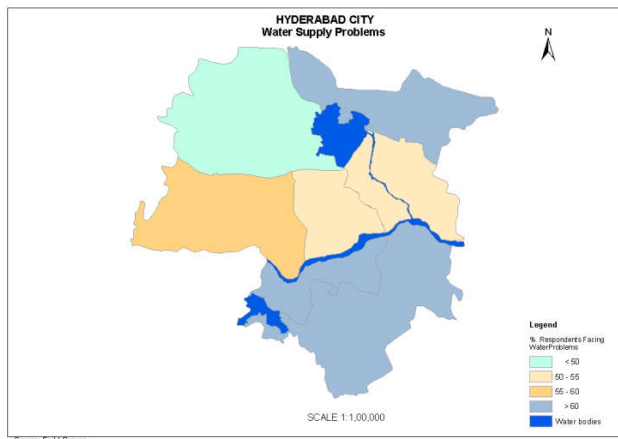 HYDERABAD CITY
Water Supply Problems
N
Legend
% Respondents Facing
WaterProblems
< 50
50 - 55
55 - 60
> 60
Water bodies
SCALE 1:1,00,000